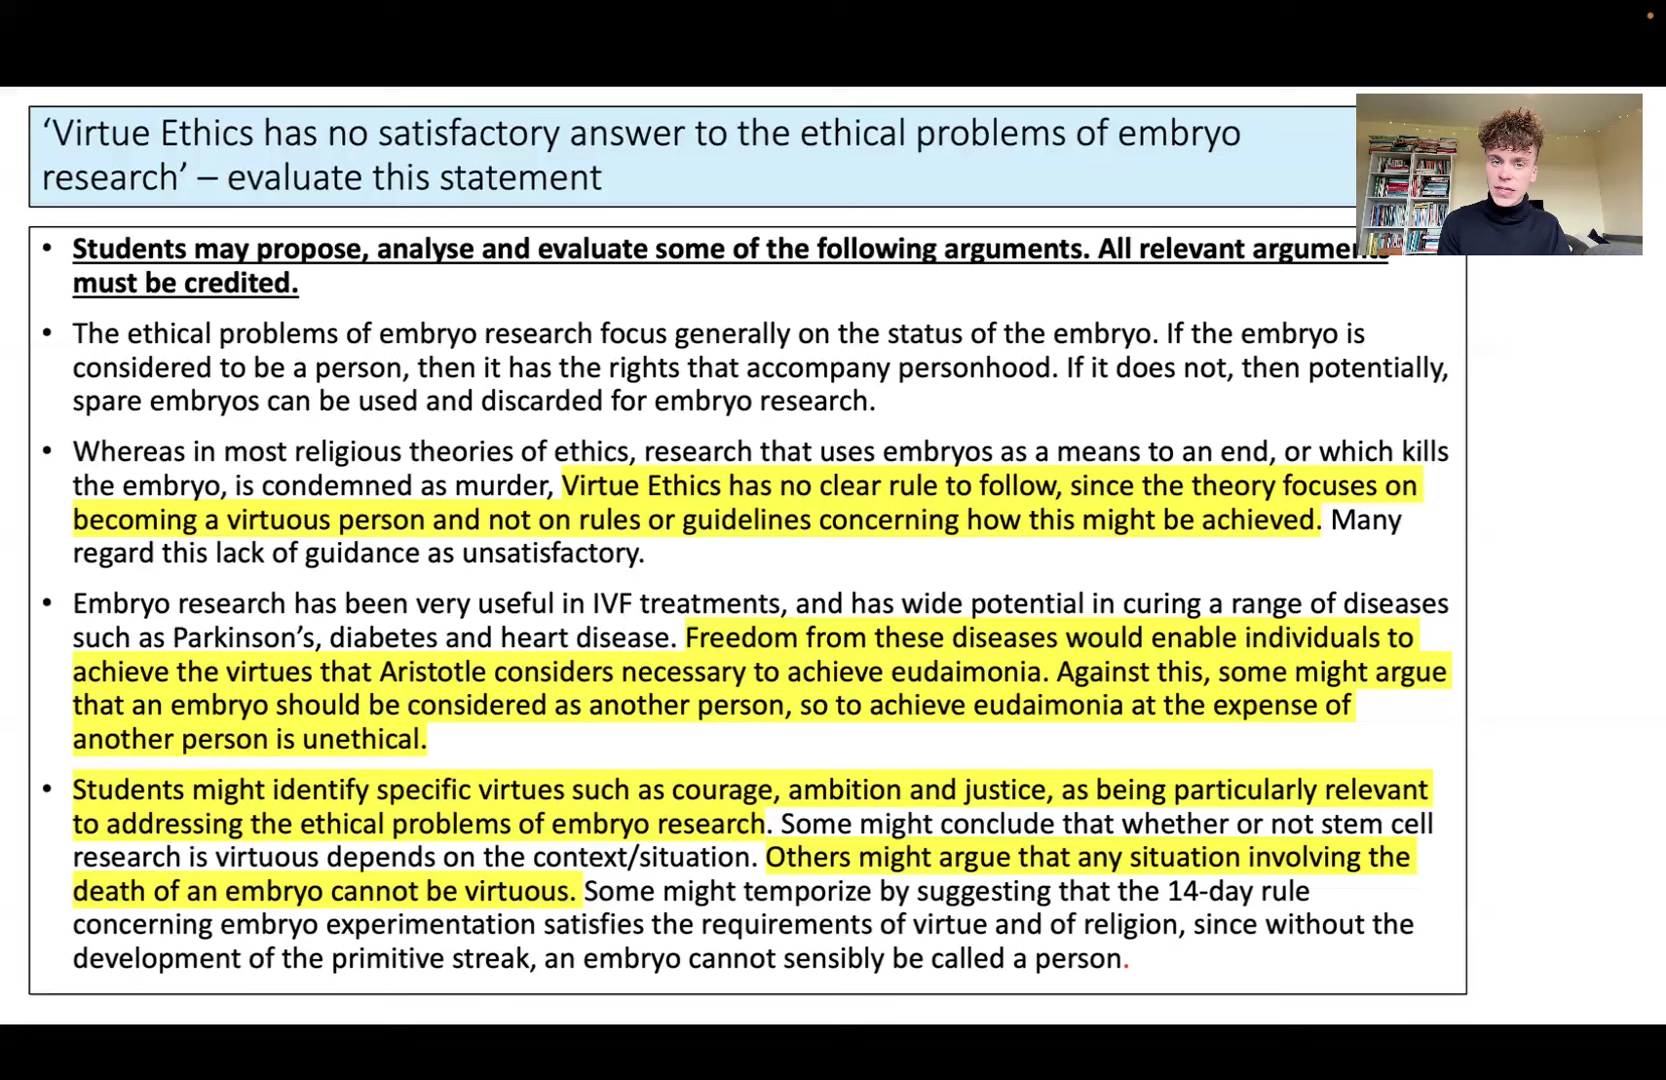 ‘Virtue Ethics has no satisfactory answer to the ethical problems of embryo
research’ – evaluate this statement
• Students may propose, analyse and evaluate some of the following arguments. All relevant
must be credited.
• The ethical problems of embryo research focus generally on the status of the embryo. If the embryo is
considered to be a person, then it has the rights that accompany personhood. If it does not, then potentially,
spare embryos can be used and discarded for embryo research.
• Whereas in most religious theories of ethics, research that uses embryos as a means to an end, or which kills
the embryo, is condemned as murder, Virtue Ethics has no clear rule to follow, since the theory focuses on
becoming a virtuous person and not on rules or guidelines concerning how this might be achieved. Many
regard this lack of guidance as unsatisfactory.
• Embryo research has been very useful in IVF treatments, and has wide potential in curing a range of diseases
such as Parkinson’s, diabetes and heart disease. Freedom from these diseases would enable individuals to
achieve the virtues that Aristotle considers necessary to achieve eudaimonia. Against this, some might argue
that an embryo should be considered as another person, so to achieve eudaimonia at the expense of
another person is unethical.
• Students might identify specific virtues such as courage, ambition and justice, as being particularly relevant
to addressing the ethical problems of embryo research. Some might conclude that whether or not stem cell
research is virtuous depends on the context/situation. Others might argue that any situation involving the
death of an embryo cannot be virtuous. Some might temporize by suggesting that the 14-day rule
concerning embryo experimentation satisfies the requirements of virtue and of religion, since without the
development of the primitive streak, an embryo cannot sensibly be called a person.